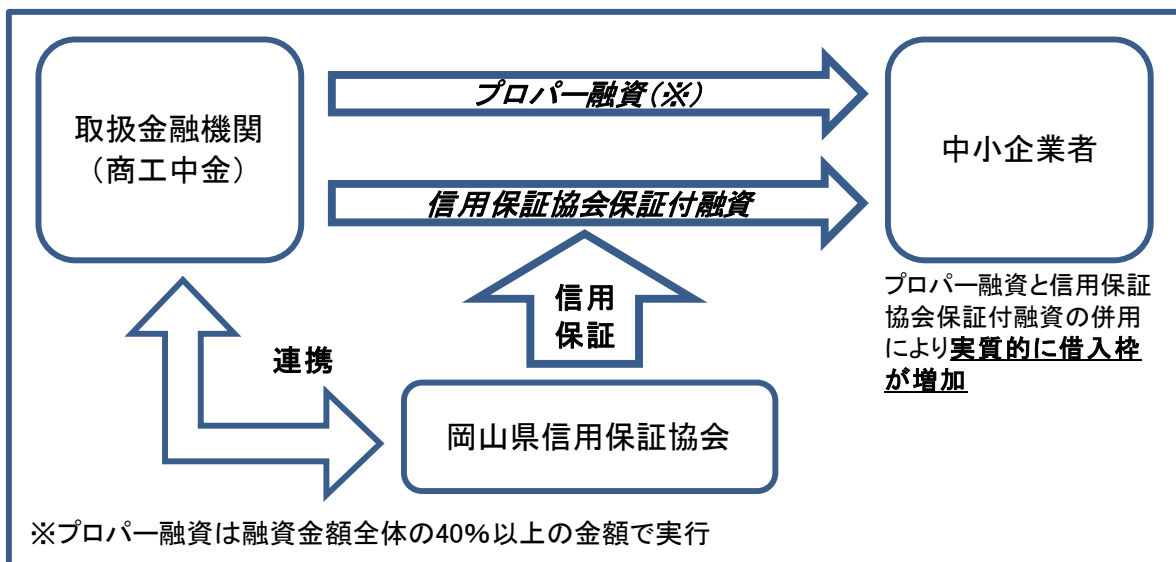 取扱金融機関
（商工中金）
プロパー融資（※）
信用保証協会保証付融資
中小企業者
プロパー融資と信用保証
協会保証付融資の併用
により実質的に借入枠
が増加
信用
保証
連携
岡山県信用保証協会
※プロパー融資は融資金額全体の40%以上の金額で実行